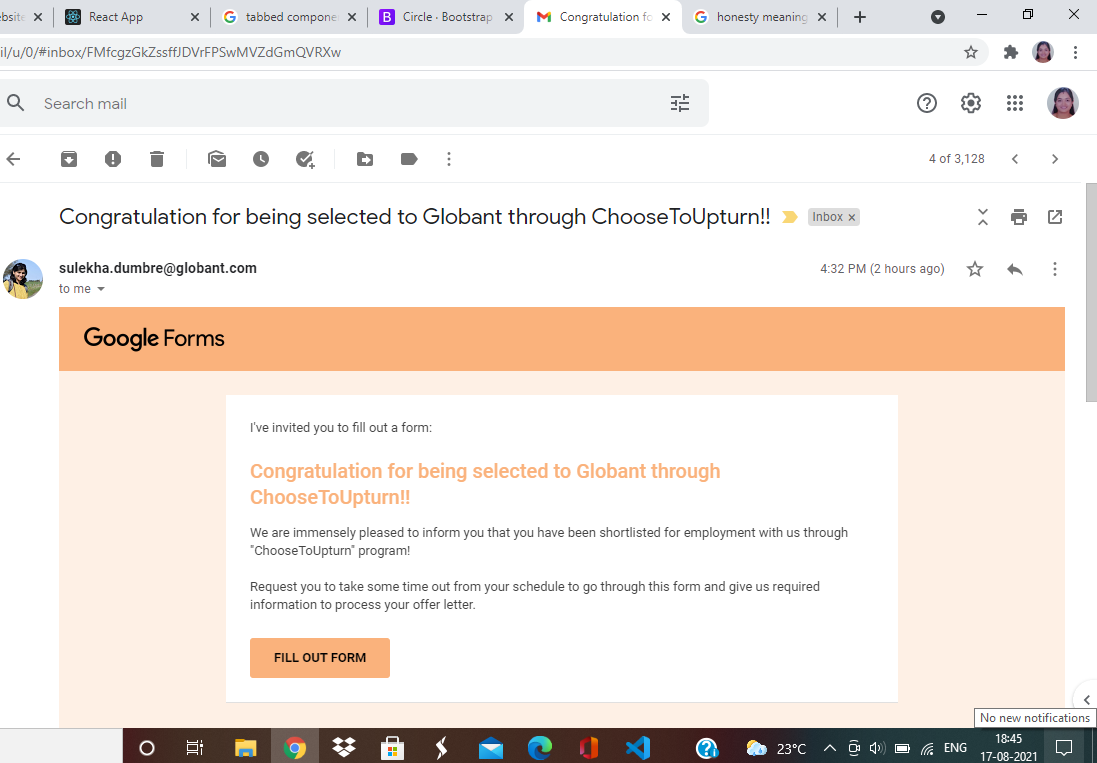 ebsite
React App
tabbed compone
Circle · Bootstrap
Congratulation fo
honesty meaning
il/u/0/#inbox/FMfcgzGkZssffJDVrFPSwMVZdGmQVRXw
Search mail
4 of 3,128
Congratulation for being selected to Globant through ChooseToUpturn!!
Inbox
sulekha.dumbre@globant.com
4:32 PM (2 hours ago)
to me
Google Forms
I've invited you to fill out a form:
Congratulation for being selected to Globant through
ChooseToUpturn!!
We are immensely pleased to inform you that you have been shortlisted for employment with us through
"ChooseToUpturn" program!
Request you to take some time out from your schedule to go through this form and give us required
information to process your offer letter.
FILL OUT FORM
No new notifications
23°C
ENG
18:45
17-08-2021